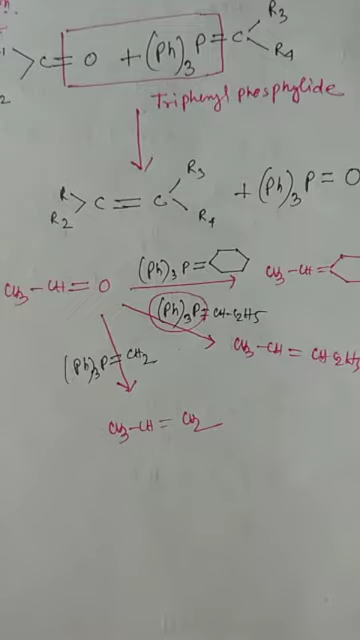 R3
C=O + (Ph)3P=C
R4
2
Triphenyl phosphylide
R R3
C=C + (Ph)3P=O
R2 R4
(Ph)3P=
CH3-CH=O CH3-CH=
(Ph)3P=CH-C2H5
CH3-CH=CH-C2H5
(Ph)3P=CH2
CH3-CH=CH2